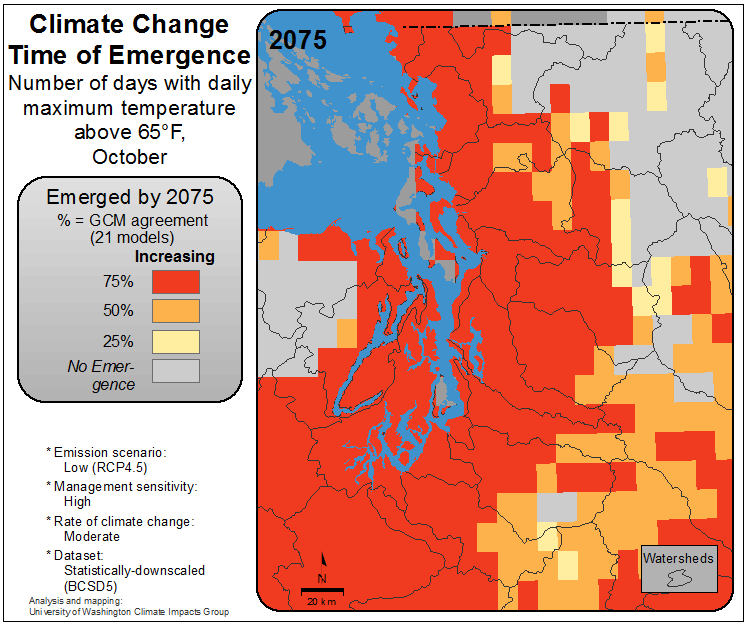 Climate Change
Time of Emergence
Number of days with daily
maximum temperature
above 65°F,
October
Emerged by 2075
% = GCM agreement
(21 models)
Increasing
75%
50%
25%
No Emer-
gence
* Emission scenario:
Low (RCP4.5)
* Management sensitivity:
High
* Rate of climate change:
Moderate
* Dataset:
Statistically-downscaled
(BCSD5)
Analysis and mapping:
University of Washington Climate Impacts Group
2075
N
20 km
Watersheds